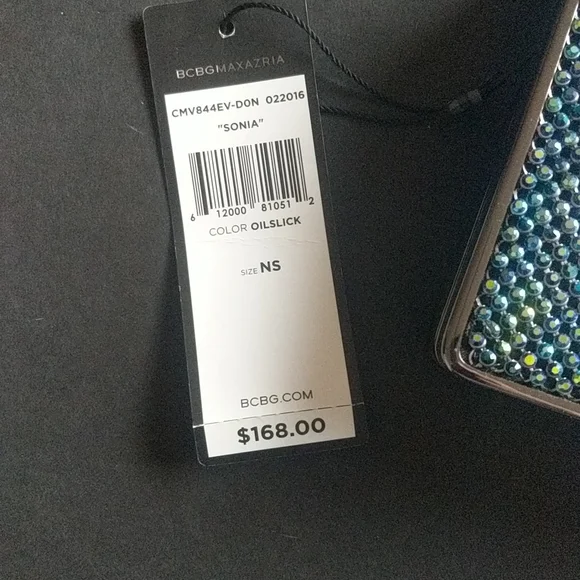 BCBGMAXAZRIA
CMV844EV-D0N 022016
"SONIA"
6 12000 81051 2
COLOR OILSLICK
SIZE NS
BCBG.COM
$168.00